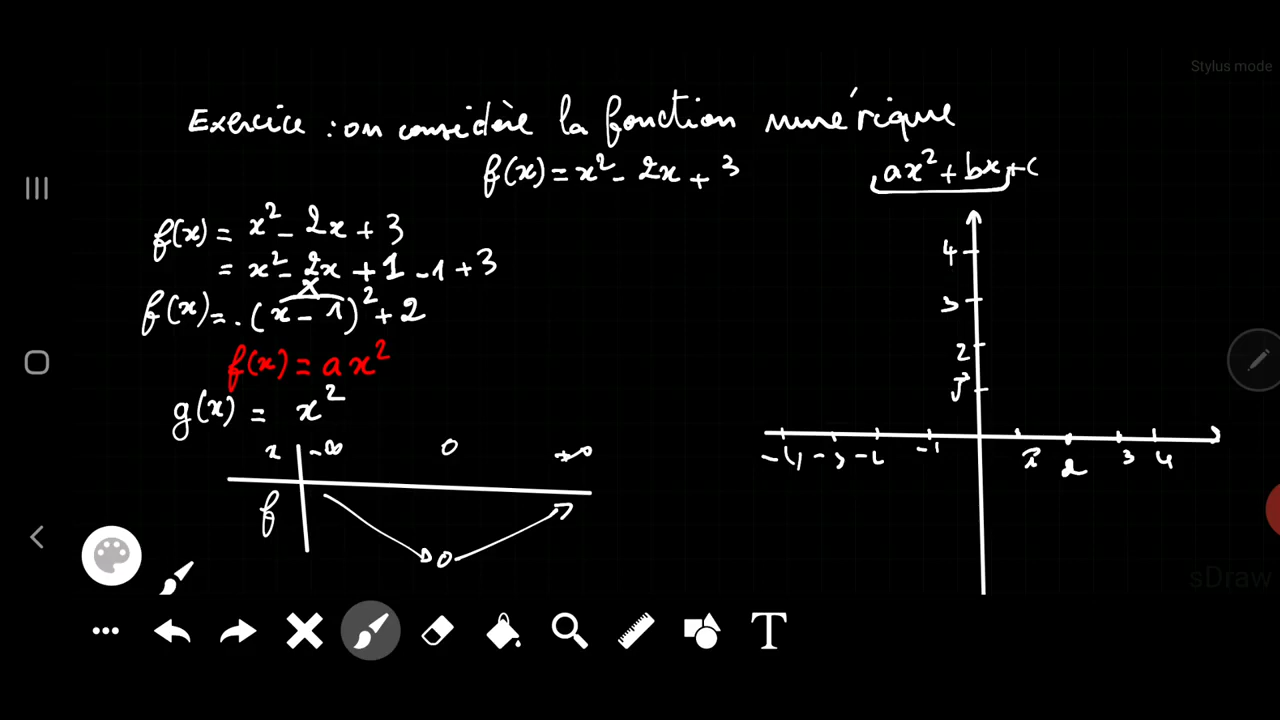 Stylus mode
Exercice : on considère la fonction numérique
f(x) = x² - 2x + 3
ax² + bx + c
f(x) = x² - 2x + 3
= x² - 2x + 1 - 1 + 3
X
f(x) = . (x - 1)² + 2
f(x) = ax²
g(x) = x²
x -∞ 0 +∞
f
0
4
3
2
-4 -3 -2 -1 2 3 4
sDraw
T